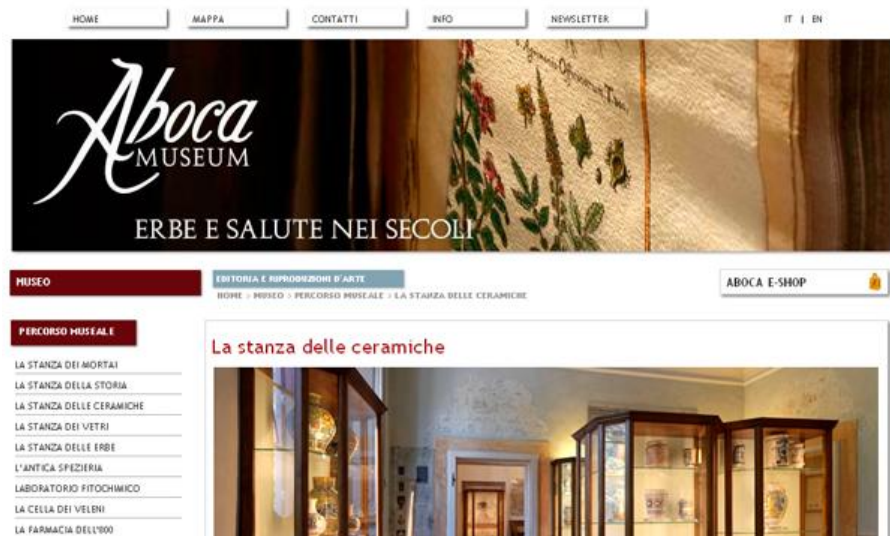 HOME
MAPPA
CONTATTI
INFO
NEWSLETTER
IT | EN
Aboca
MUSEUM
ERBE E SALUTE NEI SECOLI
MUSEO
EDITORIA E RIPRODUZIONI D'ARTE
HOME > MUSEO > PERCORSO MUSEALE > LA STANZA DELLE CERAMICHE
ABOCA E-SHOP
PERCORSO MUSEALE
LA STANZA DEI MORTAI
LA STANZA DELLA STORIA
LA STANZA DELLE CERAMICHE
LA STANZA DEI VETRI
LA STANZA DELLE ERBE
L'ANTICA SPEZIERIA
LABORATORIO FITOCHIMICO
LA CELLA DEI VELENI
LA FARMACIA DELL'800
La stanza delle ceramiche